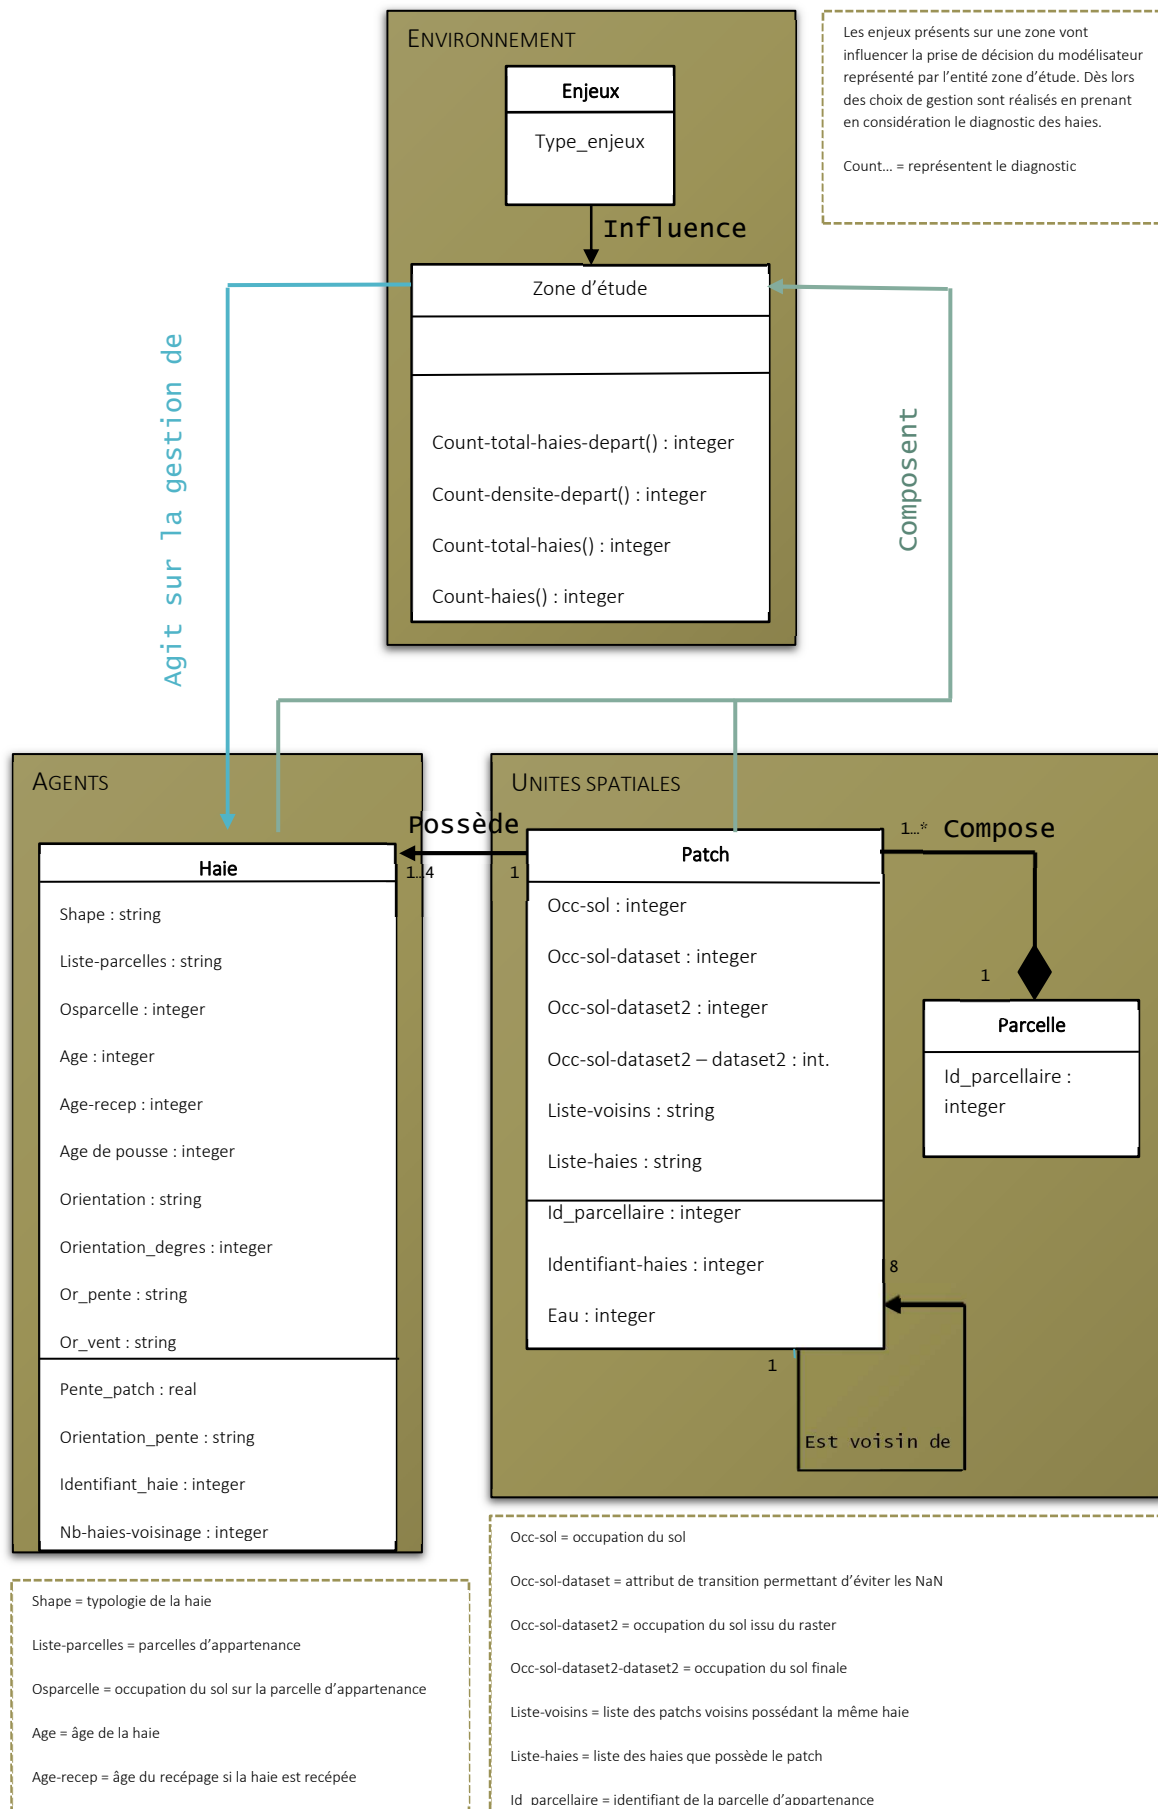 ENVIRONNEMENT
Enjeux
Type_enjeux
Influence
Zone d'étude
Count-total-haies-depart() : integer
Count-densite-depart() : integer
Count-total-haies() : integer
Count-haies() : integer
Les enjeux présents sur une zone vont
influencer la prise de décision du modélisateur
représenté par l'entité zone d'étude. Dès lors
des choix de gestion sont réalisés en prenant
en considération le diagnostic des haies.
Count... = représentent le diagnostic
Agit sur la gestion de
Composent
AGENTS
Haie
Shape : string
Liste-parcelles : string
Osparcelle : integer
Age : integer
Age-recep : integer
Age de pousse : integer
Orientation : string
Orientation_degres : integer
Or_pente : string
Or_vent : string
Pente_patch : real
Orientation_pente : string
Identifiant_haie : integer
Nb-haies-voisinage : integer
Possède
1...4
1
UNITES SPATIALES
Patch
Occ-sol : integer
Occ-sol-dataset : integer
Occ-sol-dataset2 : integer
Occ-sol-dataset2 – dataset2 : int.
Liste-voisins : string
Liste-haies : string
Id_parcellaire : integer
Identifiant-haies : integer
Eau : integer
1...* Compose
1
Parcelle
Id_parcellaire :
integer
8
1
Est voisin de
Shape = typologie de la haie
Liste-parcelles = parcelles d'appartenance
Osparcelle = occupation du sol sur la parcelle d'appartenance
Age = âge de la haie
Age-recep = âge du recépage si la haie est recépée
Occ-sol = occupation du sol
Occ-sol-dataset = attribut de transition permettant d'éviter les NaN
Occ-sol-dataset2 = occupation du sol issu du raster
Occ-sol-dataset2-dataset2 = occupation du sol finale
Liste-voisins = liste des patchs voisins possédant la même haie
Liste-haies = liste des haies que possède le patch
Id_parcellaire = identifiant de la parcelle d'appartenance